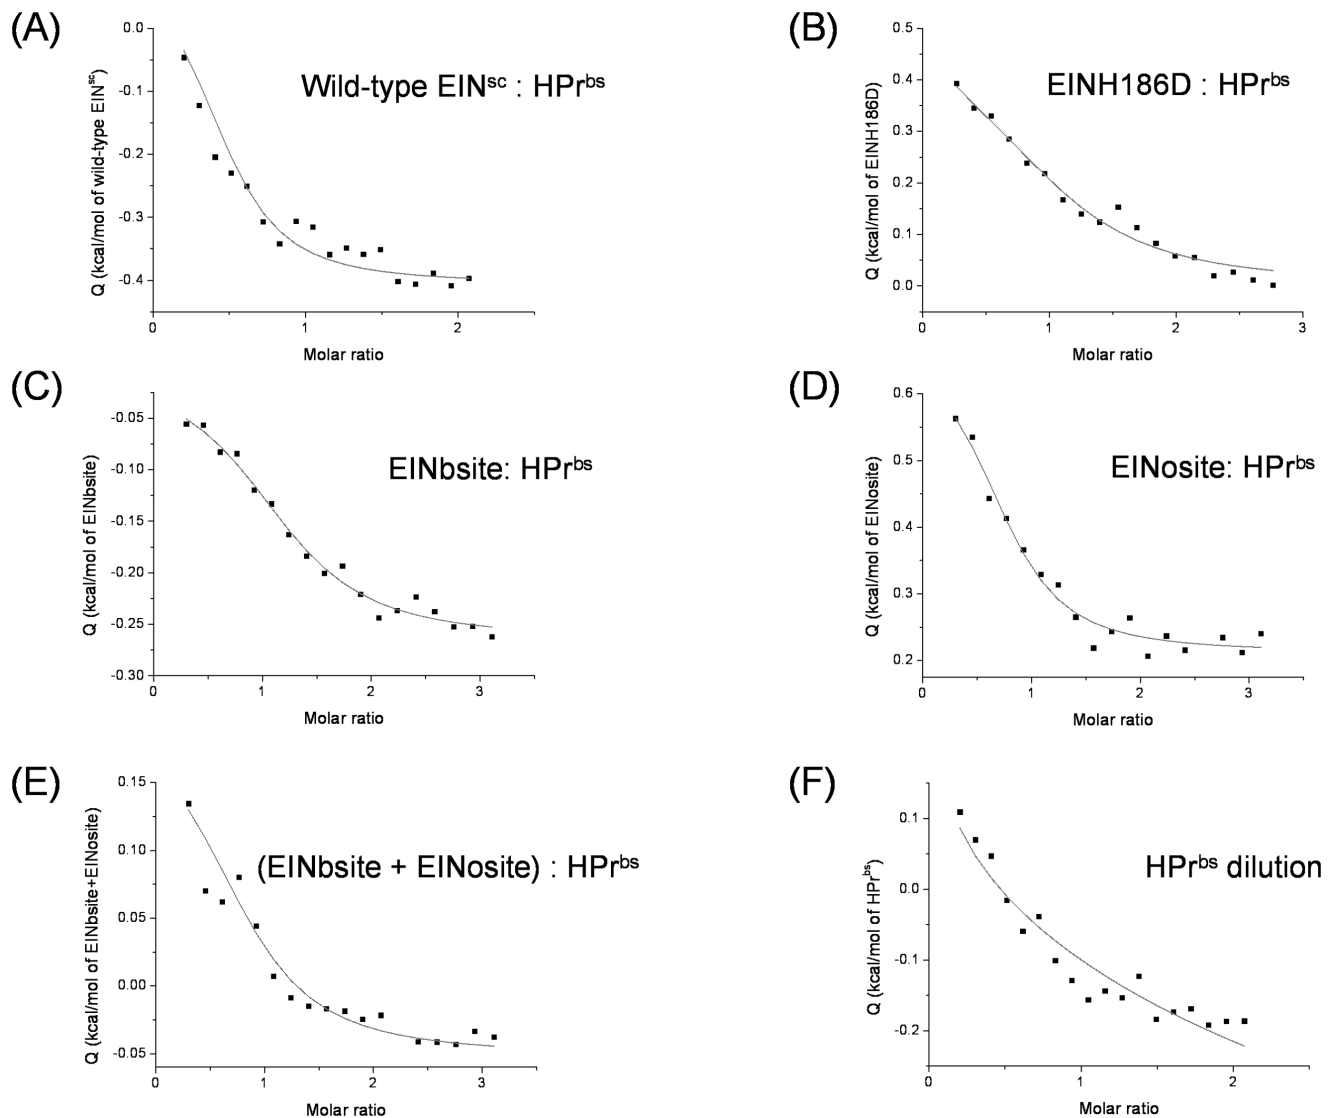 (A)
Wild-type EINsc : HPrbs
Q (kcal/mol of wild-type EINsc)
0.0
-0.1
-0.2
-0.3
-0.4
0
1
2
Molar ratio
(B)
EINH186D : HPrbs
Q (kcal/mol of EINH186D)
0.5
0.4
0.3
0.2
0.1
0.0
0
1
2
3
Molar ratio
(C)
EINbsite: HPrbs
Q (kcal/mol of EINbsite)
-0.05
-0.10
-0.15
-0.20
-0.25
-0.30
0
1
2
3
Molar ratio
(D)
EINosite: HPrbs
Q (kcal/mol of EINosite)
0.6
0.5
0.4
0.3
0.2
0
1
2
3
Molar ratio
(E)
(EINbsite + EINosite) : HPrbs
Q (kcal/mol of EINbsite+EINosite)
0.15
0.10
0.05
0.00
-0.05
0
1
2
3
Molar ratio
(F)
HPrbs dilution
Q (kcal/mol of HPrbs)
0.1
0.0
-0.1
-0.2
0
1
2
Molar ratio